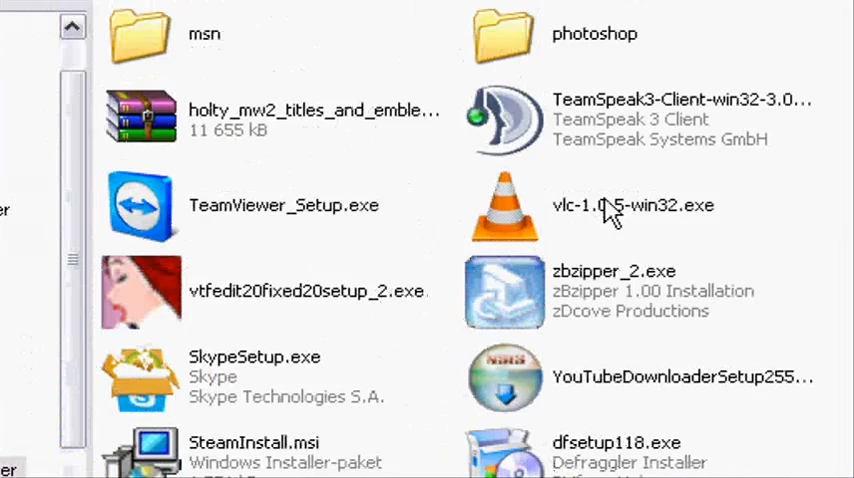 msn
photoshop
holty_mw2_titles_and_emble...
11 655 kB
TeamSpeak3-Client-win32-3.0...
TeamSpeak 3 Client
TeamSpeak Systems GmbH
TeamViewer_Setup.exe
vlc-1.0.5-win32.exe
vtfedit20fixed20setup_2.exe
zbzipper_2.exe
zBzipper 1.00 Installation
zDcove Productions
SkypeSetup.exe
Skype
Skype Technologies S.A.
YouTubeDownloaderSetup255...
SteamInstall.msi
Windows Installer-paket
dfsetup118.exe
Defraggler Installer